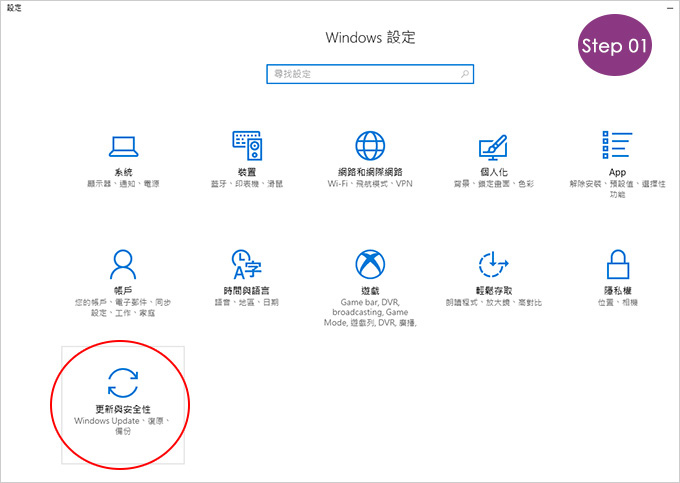 設定
Windows 設定
Step 01
尋找設定
系統
顯示器、通知、電源
裝置
藍牙、印表機、滑鼠
網路和網際網路
Wi-Fi、飛航模式、VPN
個人化
背景、鎖定畫面、色彩
App
解除安裝、預設值、選擇性
功能
帳戶
您的帳戶、電子郵件、同步
設定、工作、家庭
時間與語言
語音、地區、日期
遊戲
Game bar, DVR,
broadcasting, Game
Mode, 遊戲列, DVR, 廣播,
輕鬆存取
朗讀程式、放大鏡、高對比
隱私權
位置、相機
更新與安全性
Windows Update、復原、
備份